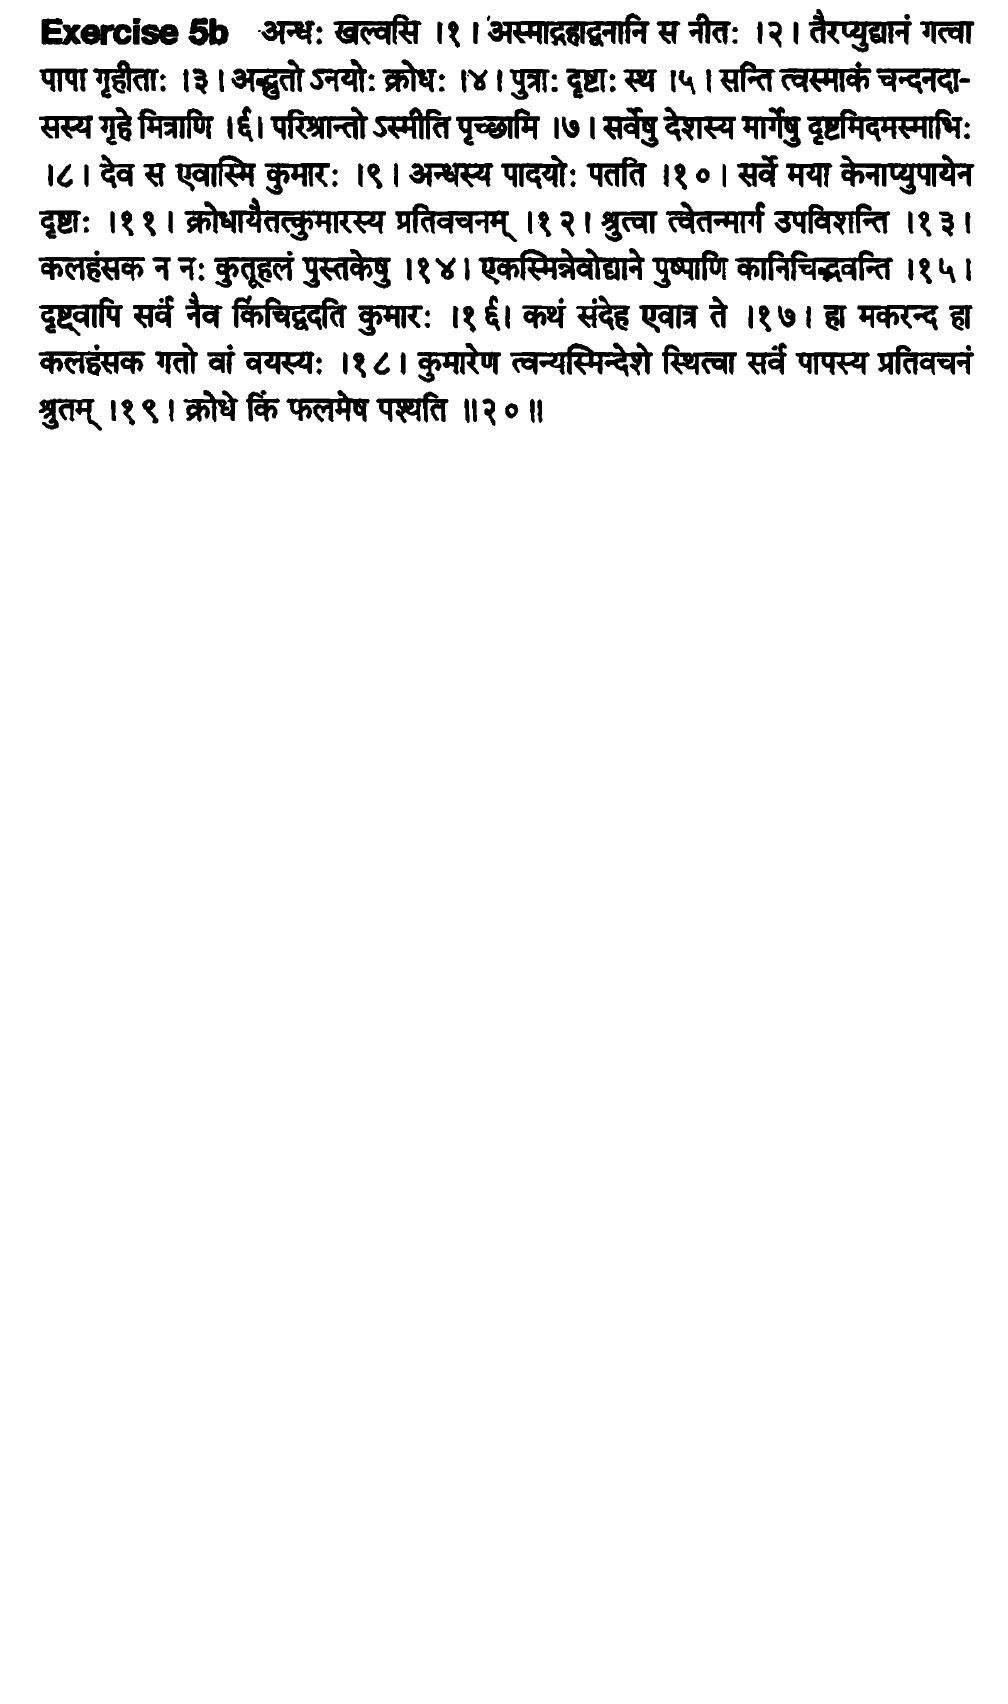 Exercise 5b अन्धः खल्वसि ।१। अस्माद्गृहाद्वनानि स नीतः ।२। तैरप्युद्यानं गत्वा
पापा गृहीताः ।३। अद्भुतो ऽनयोः क्रोधः ।४। पुत्राः दृष्टाः स्थ ।५। सन्ति त्वस्माकं चन्दनदा-
सस्य गृहे मित्राणि ।६। परिश्रान्तो ऽस्मीति पृच्छामि ।७। सर्वेषु देशस्य मार्गेषु दृष्टमिदमस्माभिः
।८। देव स एवास्मि कुमारः ।९। अन्धस्य पादयोः पतति ।१०। सर्वे मया केनाप्युपायेन
दृष्टाः ।११। क्रोधायैतत्कुमारस्य प्रतिवचनम् ।१२। श्रुत्वा त्वेतन्मार्ग उपविशन्ति ।१३।
कलहंसक न नः कुतूहलं पुस्तकेषु ।१४। एकस्मिन्नेवोद्याने पुष्पाणि कानिचिद्भवन्ति ।१५।
दृष्ट्वापि सर्वं नैव किंचिद्वदति कुमारः ।१६। कथं संदेह एवात्र ते ।१७। हा मकरन्द हा
कलहंसक गतो वां वयस्यः ।१८। कुमारेण त्वन्यस्मिन्देशे स्थित्वा सर्वं पापस्य प्रतिवचनं
श्रुतम् ।१९। क्रोधे किं फलमेष पश्यति ॥२०॥